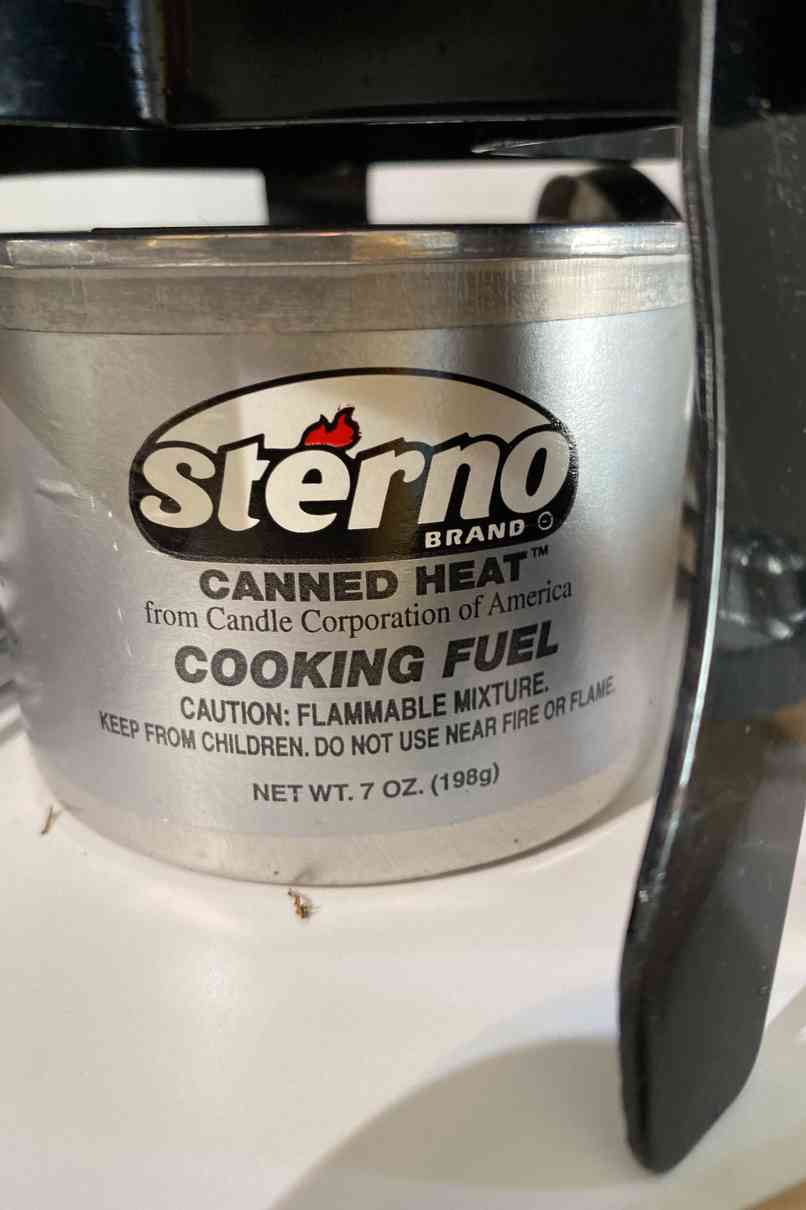 sterno
BRAND ®
CANNED HEAT™
from Candle Corporation of America
COOKING FUEL
CAUTION: FLAMMABLE MIXTURE.
KEEP FROM CHILDREN. DO NOT USE NEAR FIRE OR FLAME.
NET WT. 7 OZ. (198g)